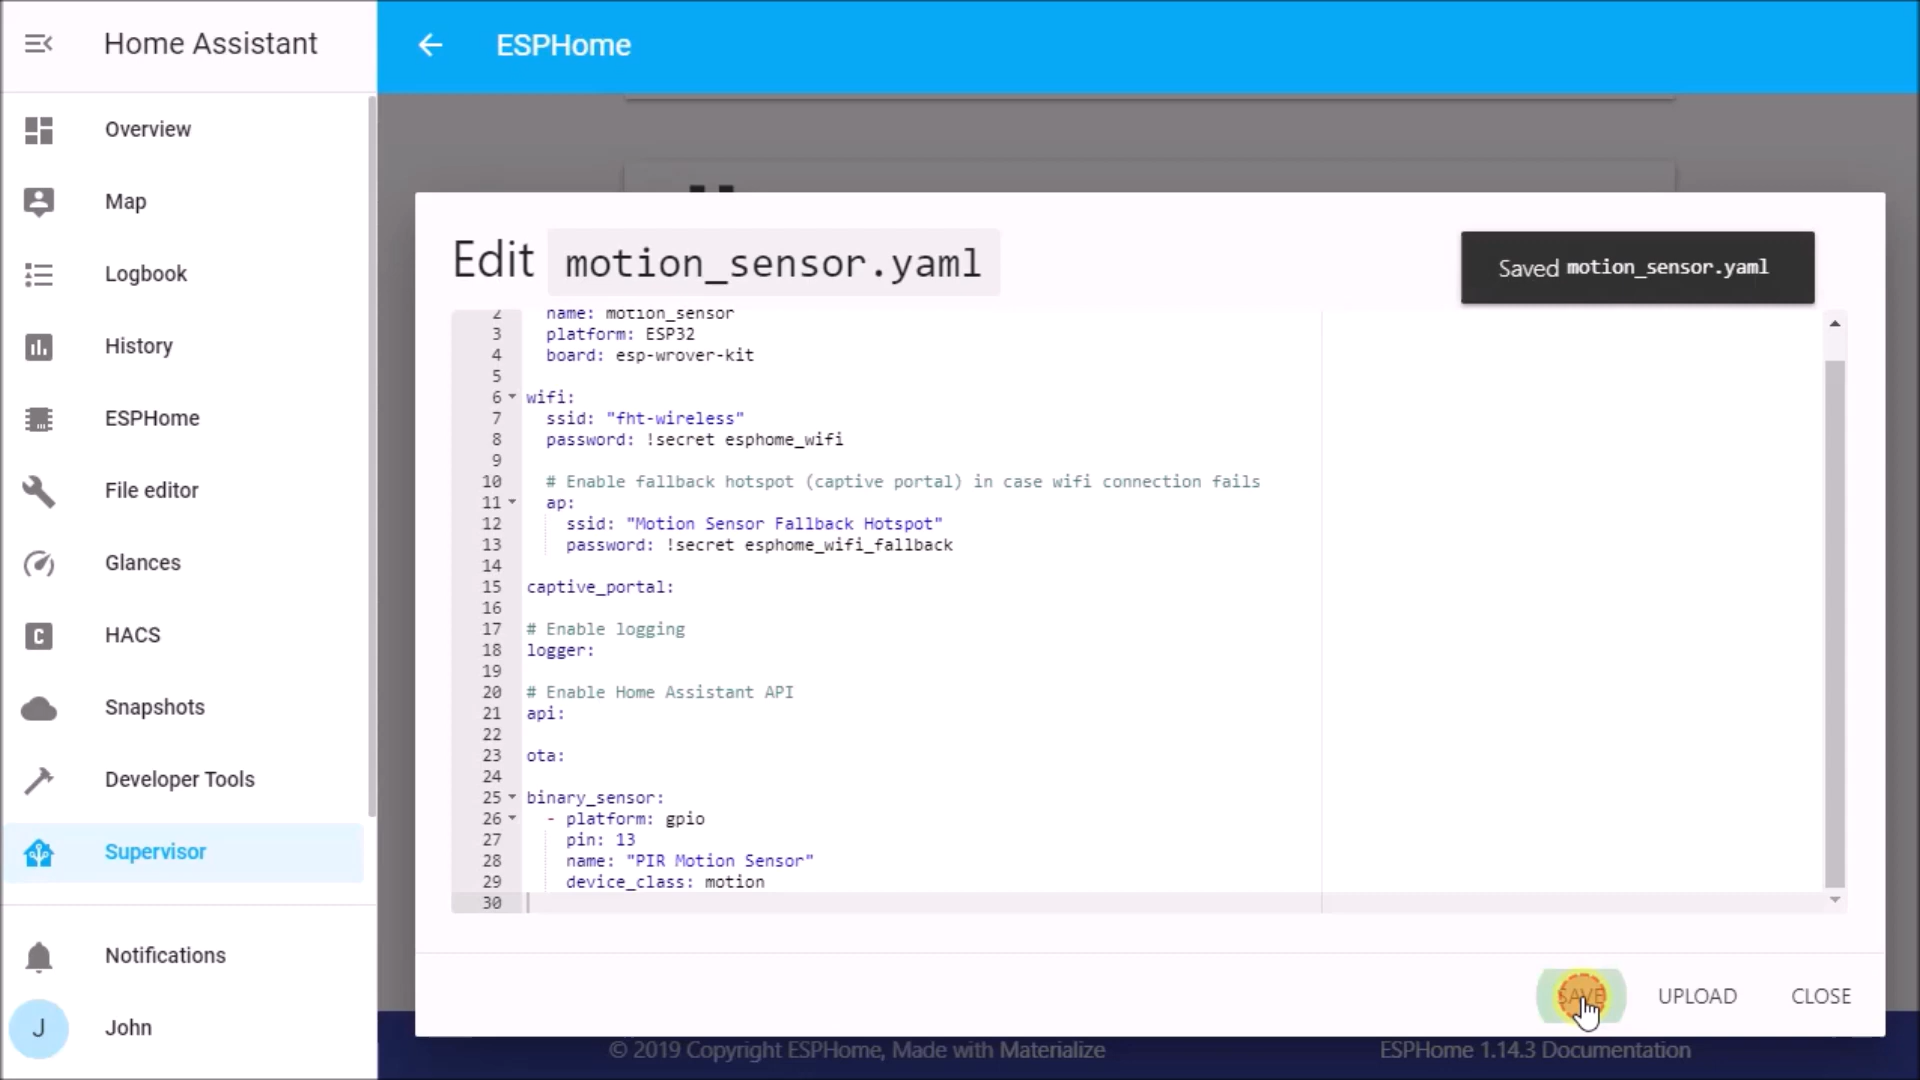 Home Assistant
ESPHome
Overview
Map
Logbook
History
ESPHome
File editor
Glances
C
HACS
Snapshots
Developer Tools
Supervisor
Notifications
J
John
Edit motion_sensor.yaml
Saved motion_sensor.yaml
2 name: motion_sensor
3 platform: ESP32
4 board: esp-wrover-kit
5
6 wifi:
7 ssid: "fht-wireless"
8 password: !secret esphome_wifi
9
10 # Enable fallback hotspot (captive portal) in case wifi connection fails
11 ap:
12 ssid: "Motion Sensor Fallback Hotspot"
13 password: !secret esphome_wifi_fallback
14
15 captive_portal:
16
17 # Enable logging
18 logger:
19
20 # Enable Home Assistant API
21 api:
22
23 ota:
24
25 binary_sensor:
26 - platform: gpio
27 pin: 13
28 name: "PIR Motion Sensor"
29 device_class: motion
30
SAVE UPLOAD CLOSE
© 2019 Copyright ESPHome, Made with Materialize
ESPHome 1.14.3 Documentation